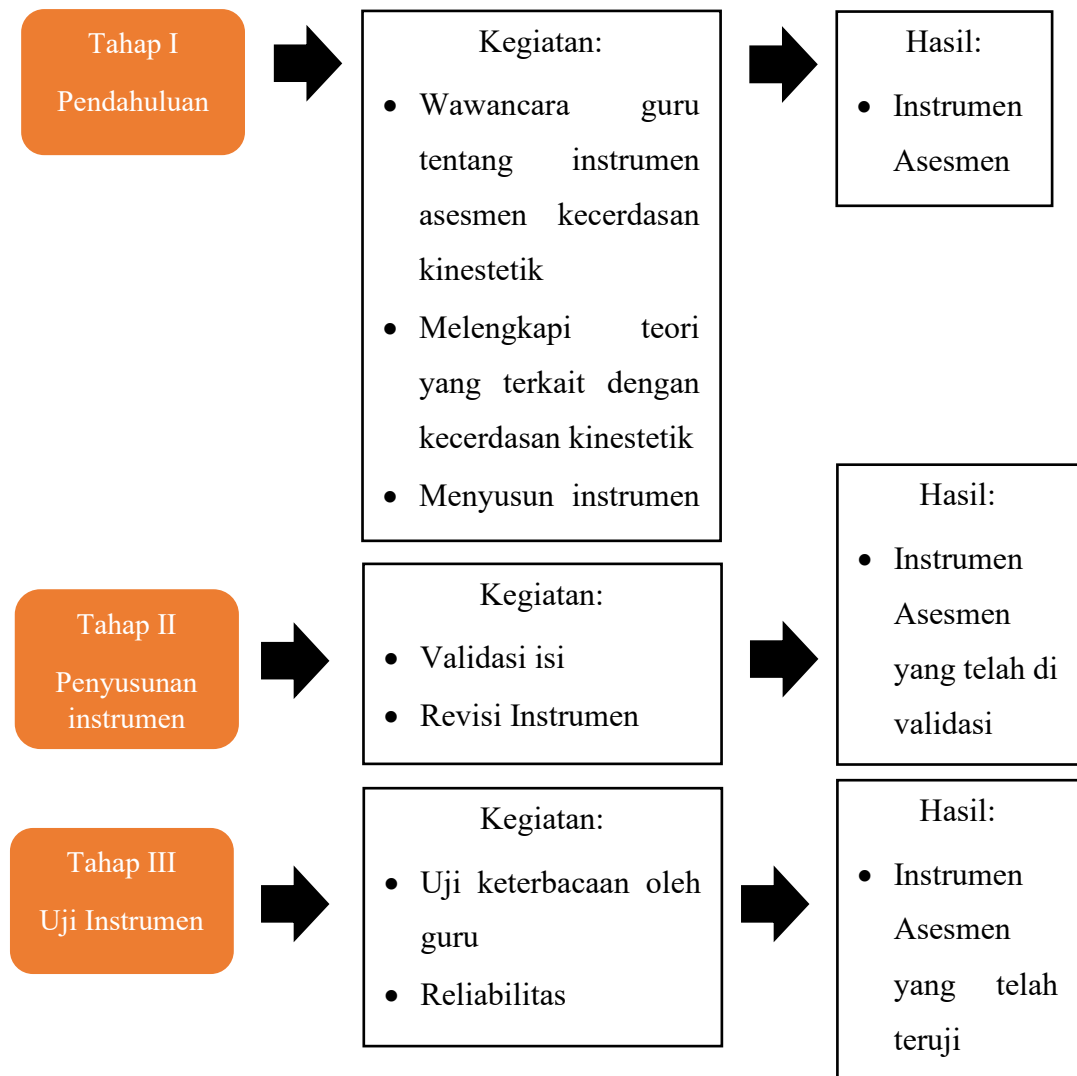 Tahap I
Pendahuluan
Kegiatan:
• Wawancara guru
tentang instrumen
asesmen kecerdasan
kinestetik
• Melengkapi teori
yang terkait dengan
kecerdasan kinestetik
• Menyusun instrumen
Hasil:
• Instrumen
Asesmen
Tahap II
Penyusunan
instrumen
Kegiatan:
• Validasi isi
• Revisi Instrumen
Hasil:
• Instrumen
Asesmen
yang telah di
validasi
Tahap III
Uji Instrumen
Kegiatan:
• Uji keterbacaan oleh
guru
• Reliabilitas
Hasil:
• Instrumen
Asesmen
yang telah
teruji